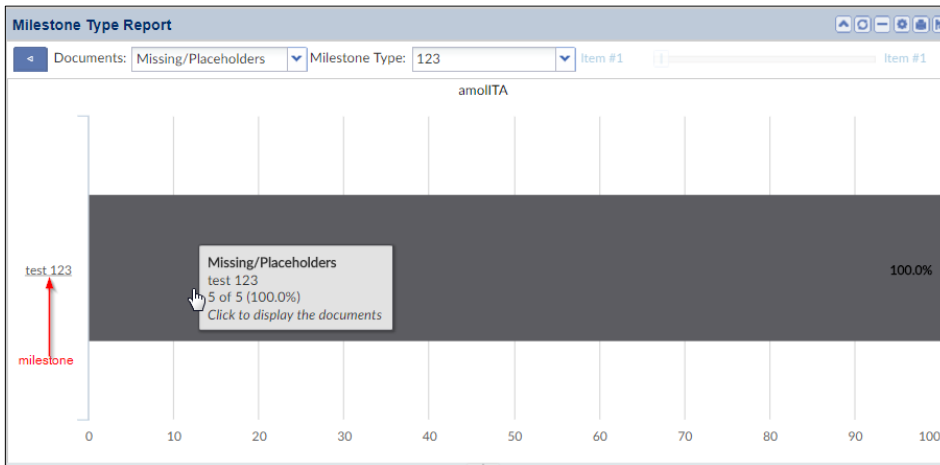 Milestone Type Report
Documents: Missing/Placeholders Milestone Type: 123 Item #1 Item #1
amolITA
Missing/Placeholders
test 123
5 of 5 (100.0%)
Click to display the documents
test 123
100.0%
milestone
0 10 20 30 40 50 60 70 80 90 100